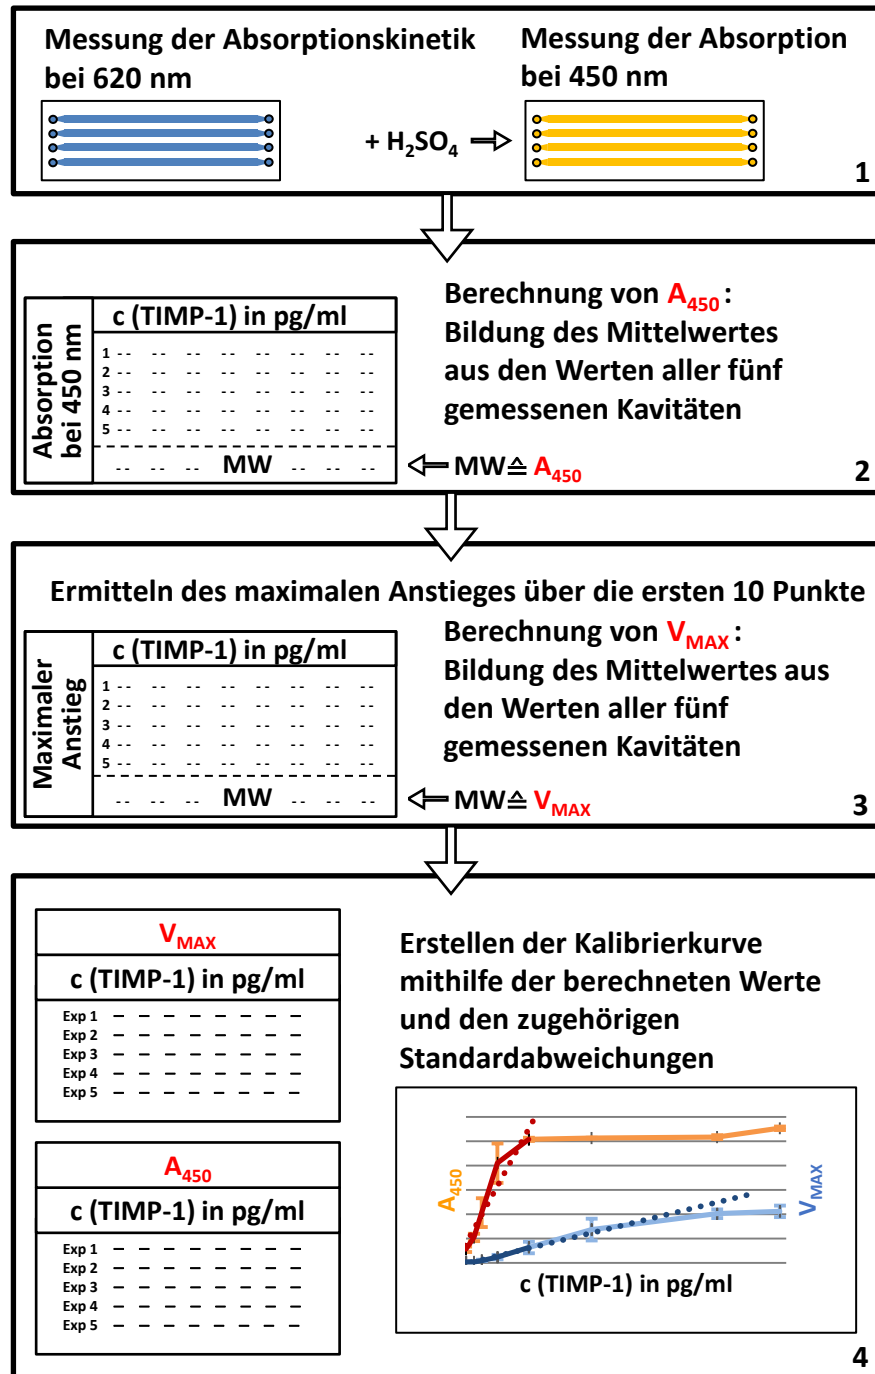 Messung der Absorptionskinetik
bei 620 nm
Messung der Absorption
bei 450 nm
+ H₂SO₄
1
Absorption
bei 450 nm
c (TIMP-1) in pg/ml
1 -- -- -- -- -- -- -- --
2 -- -- -- -- -- -- -- --
3 -- -- -- -- -- -- -- --
4 -- -- -- -- -- -- -- --
5 -- -- -- -- -- -- -- --
-- -- -- MW -- -- --
Berechnung von A₄₅₀ :
Bildung des Mittelwertes
aus den Werten aller fünf
gemessenen Kavitäten
MW≙ A₄₅₀
2
Ermitteln des maximalen Anstieges über die ersten 10 Punkte
Maximaler
Anstieg
c (TIMP-1) in pg/ml
1 -- -- -- -- -- -- -- --
2 -- -- -- -- -- -- -- --
3 -- -- -- -- -- -- -- --
4 -- -- -- -- -- -- -- --
5 -- -- -- -- -- -- -- --
-- -- -- MW -- -- --
Berechnung von V_MAX :
Bildung des Mittelwertes aus
den Werten aller fünf
gemessenen Kavitäten
MW≙ V_MAX
3
V_MAX
c (TIMP-1) in pg/ml
Exp 1 – – – – – – – –
Exp 2 – – – – – – – –
Exp 3 – – – – – – – –
Exp 4 – – – – – – – –
Exp 5 – – – – – – – –
A₄₅₀
c (TIMP-1) in pg/ml
Exp 1 – – – – – – – –
Exp 2 – – – – – – – –
Exp 3 – – – – – – – –
Exp 4 – – – – – – – –
Exp 5 – – – – – – – –
Erstellen der Kalibrierkurve
mithilfe der berechneten Werte
und den zugehörigen
Standardabweichungen
A₄₅₀
V_MAX
c (TIMP-1) in pg/ml
4